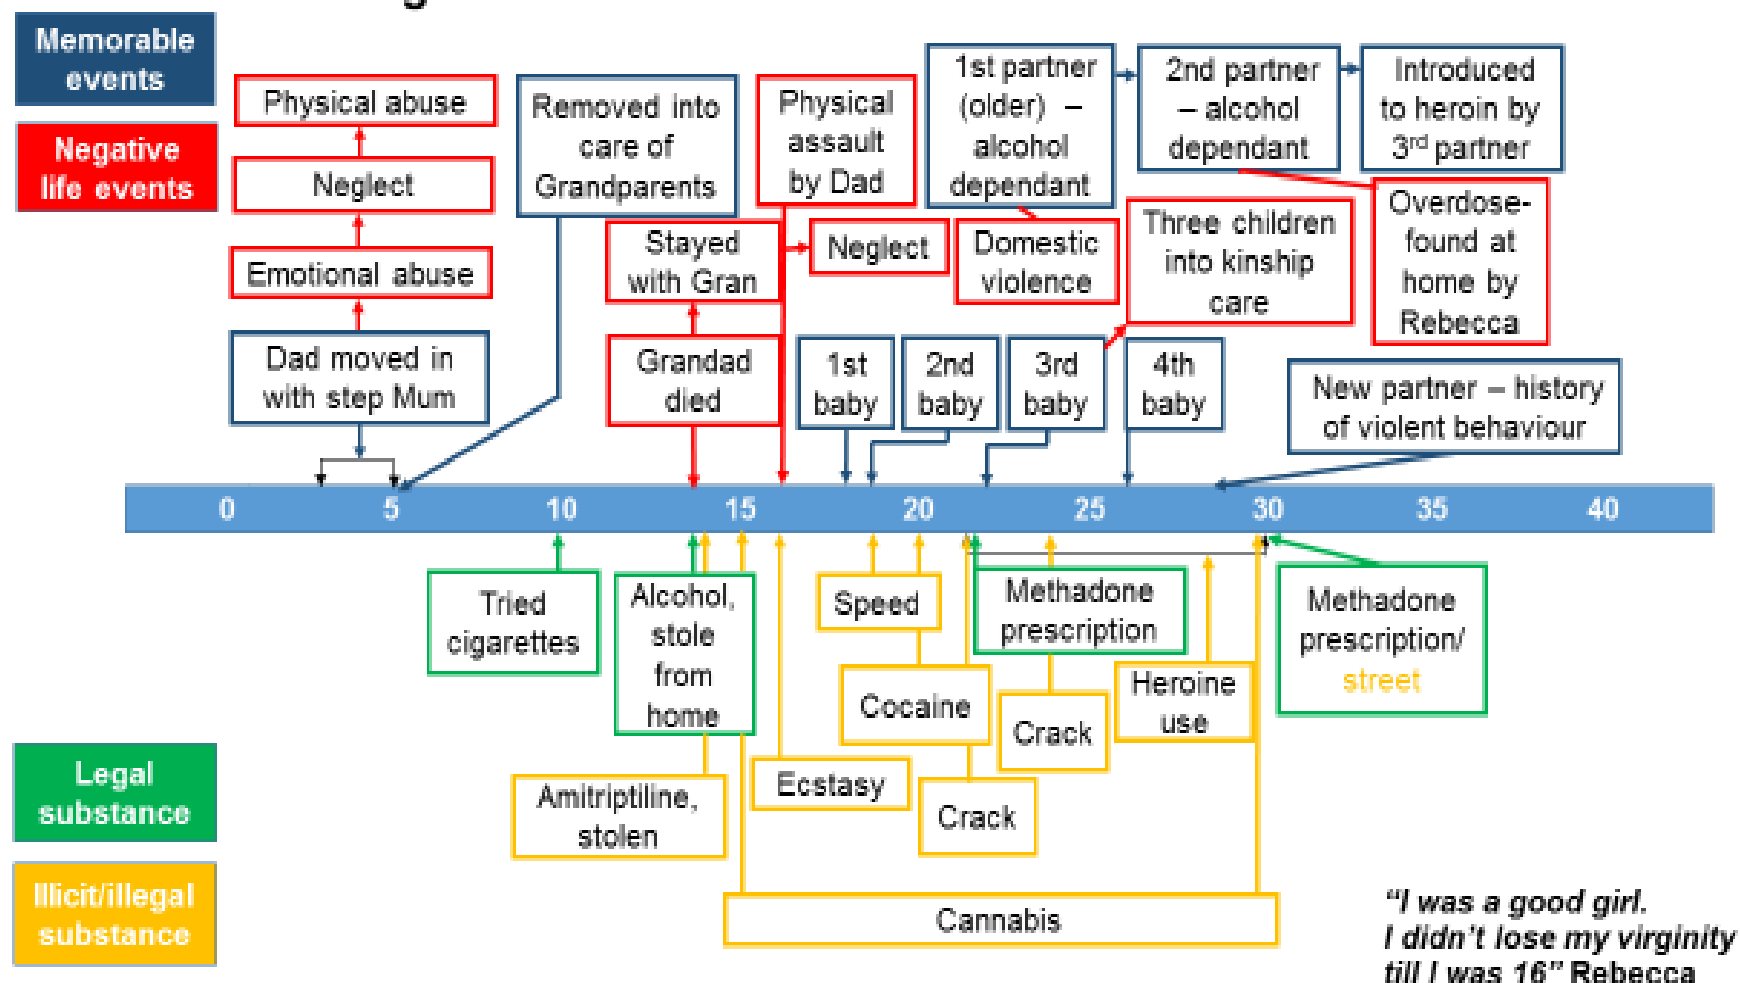 Memorable
events
Negative
life events
Physical abuse
Neglect
Emotional abuse
Dad moved in
with step Mum
Removed into
care of
Grandparents
Stayed
with Gran
Grandad
died
Physical
assault
by Dad
Neglect
1st partner
(older) –
alcohol
dependant
Domestic
violence
2nd partner
– alcohol
dependant
Introduced
to heroin by
3rd partner
Three children
into kinship
care
Overdose-
found at
home by
Rebecca
1st
baby
2nd
baby
3rd
baby
4th
baby
New partner – history
of violent behaviour
0 5 10 15 20 25 30 35 40
Tried
cigarettes
Alcohol,
stole
from
home
Speed
Methadone
prescription
Methadone
prescription/
street
Cocaine
Crack
Heroine
use
Amitriptiline,
stolen
Ecstasy
Crack
Cannabis
Legal
substance
Illicit/illegal
substance
“I was a good girl.
I didn’t lose my virginity
till I was 16” Rebecca